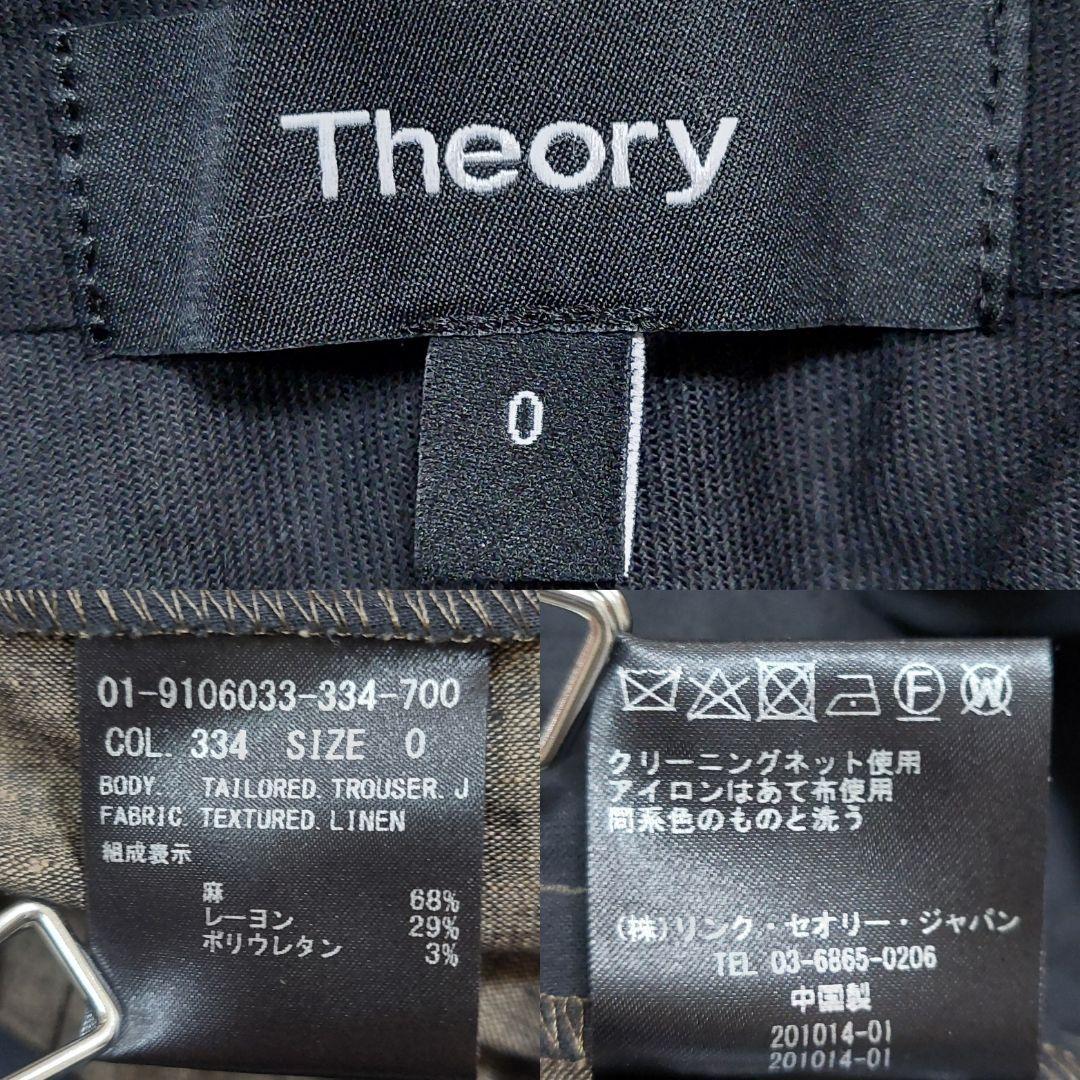 Theory
0
01-9106033-334-700
COL. 334 SIZE 0
BODY. TAILORED.TROUSER.J
FABRIC.TEXTURED.LINEN
組成表示
麻 68%
レーヨン 29%
ポリウレタン 3%
F W
クリーニングネット使用
アイロンはあて布使用
同系色のものと洗う
(株)リンク・セオリー・ジャパン
TEL 03-6865-0206
中国製
201014-01
201014-01